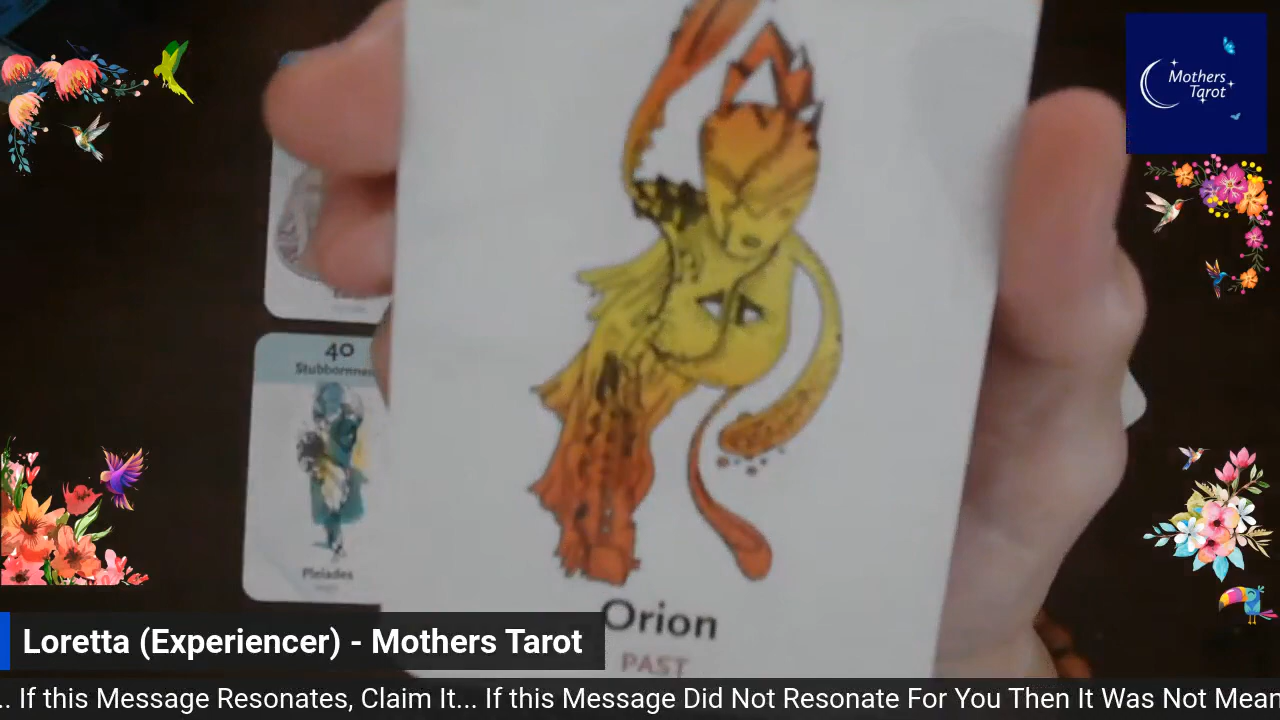 Mothers
Tarot
40
Pleiades
Orion
PAST
Loretta (Experiencer) - Mothers Tarot
.. If this Message Resonates, Claim It... If this Message Did Not Resonate For You Then It Was Not Mean